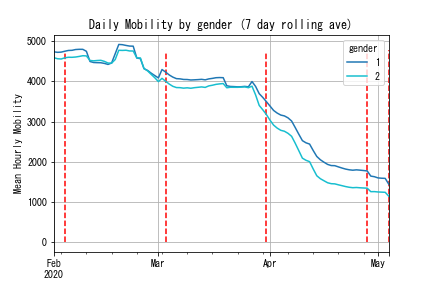 Daily Mobility by gender (7 day rolling ave)
5000
4000
3000
2000
1000
0
Mean Hourly Mobility
gender
1
2
Feb
2020
Mar
Apr
May